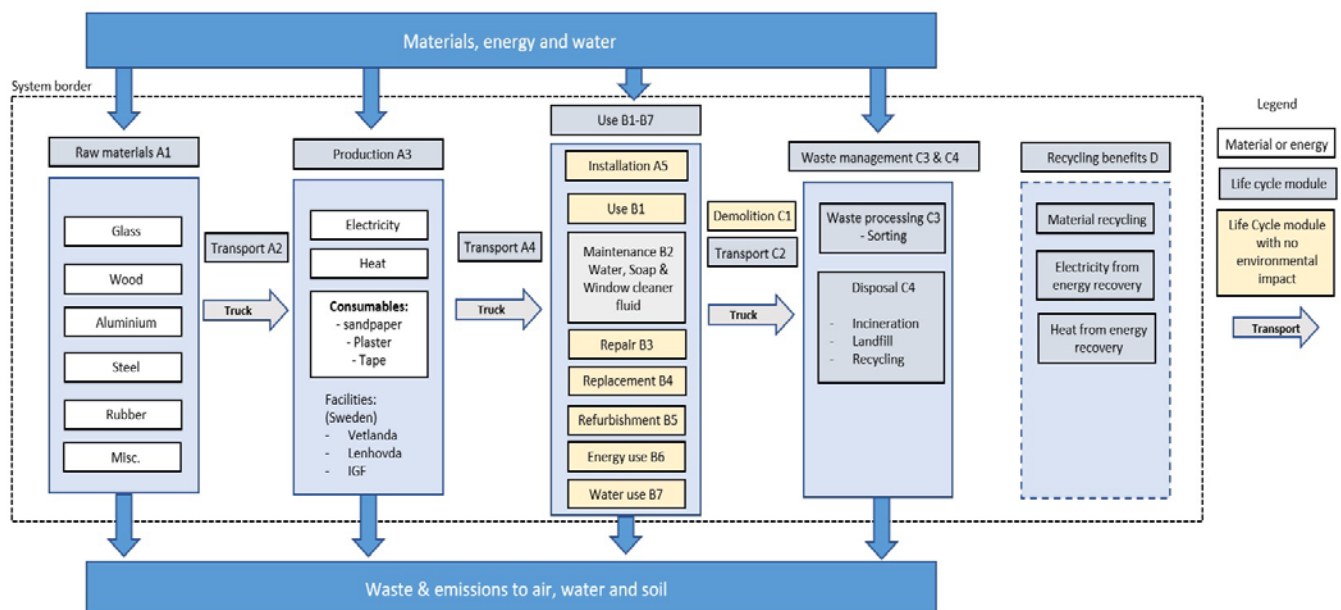 Materials, energy and water
System border
Raw materials A1
Glass
Wood
Aluminium
Steel
Rubber
Misc.
Transport A2
Truck
Production A3
Electricity
Heat
Consumables:
- sandpaper
- Plaster
- Tape
Facilities:
(Sweden)
- Vetlanda
- Lenhovda
- IGF
Transport A4
Truck
Use B1-B7
Installation A5
Use B1
Maintenance B2
Water, Soap &
Window cleaner
fluid
Repair B3
Replacement B4
Refurbishment B5
Energy use B6
Water use B7
Demolition C1
Transport C2
Truck
Waste management C3 & C4
Waste processing C3
- Sorting
Disposal C4
- Incineration
- Landfill
- Recycling
Recycling benefits D
Material recycling
Electricity from
energy recovery
Heat from energy
recovery
Legend
Material or energy
Life cycle module
Life Cycle module
with no
environmental
impact
Transport
Waste & emissions to air, water and soil